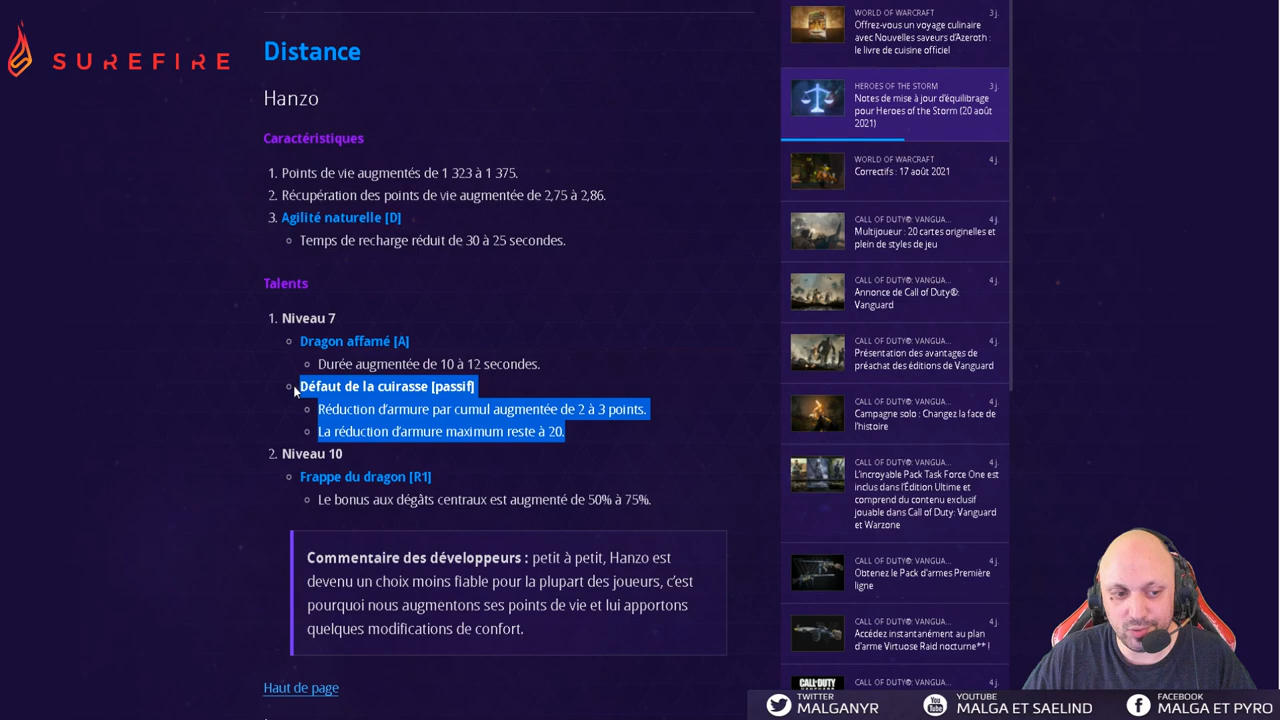 SUREFIRE
Distance
Hanzo
Caractéristiques
1. Points de vie augmentés de 1 323 à 1 375.
2. Récupération des points de vie augmentée de 2,75 à 2,86.
3. Agilité naturelle [D]
Temps de recharge réduit de 30 à 25 secondes.
Talents
1. Niveau 7
Dragon affamé [A]
Durée augmentée de 10 à 12 secondes.
Défaut de la cuirasse [passif]
Réduction d'armure par cumul augmentée de 2 à 3 points.
La réduction d'armure maximum reste à 20.
2. Niveau 10
Frappe du dragon [R1]
Le bonus aux dégâts centraux est augmenté de 50% à 75%.
Commentaire des développeurs : petit à petit, Hanzo est
devenu un choix moins fiable pour la plupart des joueurs, c'est
pourquoi nous augmentons ses points de vie et lui apportons
quelques modifications de confort.
Haut de page
WORLD OF WARCRAFT 3 j.
Offrez-vous un voyage culinaire
avec Nouvelles saveurs d'Azeroth :
le livre de cuisine officiel
HEROES OF THE STORM 3 j.
Notes de mise à jour d'équilibrage
pour Heroes of the Storm (20 août
2021)
WORLD OF WARCRAFT 4 j.
Correctifs : 17 août 2021
CALL OF DUTY®: VANGUA... 4 j.
Multijoueur : 20 cartes originelles et
plein de styles de jeu
CALL OF DUTY®: VANGUA... 4 j.
Annonce de Call of Duty®:
Vanguard
CALL OF DUTY®: VANGUA... 4 j.
Présentation des avantages de
préachat des éditions de Vanguard
CALL OF DUTY®: VANGUA... 4 j.
Campagne solo : Changez la face de
l'histoire
CALL OF DUTY®: VANGUA... 4 j.
L'incroyable Pack Task Force One est
inclus dans l'Édition Ultime et
comprend du contenu exclusif
jouable dans Call of Duty: Vanguard
et Warzone
CALL OF DUTY®: VANGUA... 4 j.
Obtenez le Pack d'armes Première
ligne
CALL OF DUTY®: VANGUA... 4 j.
Accédez instantanément au plan
d'arme Virtuose Raid nocturne** !
CALL OF DUTY®: VANGUA... 4 j.
CALL OF DUTY
TWITTER
MALGANYR
YOUTUBE
MALGA ET SAELIND
FACEBOOK
MALGA ET PYRO